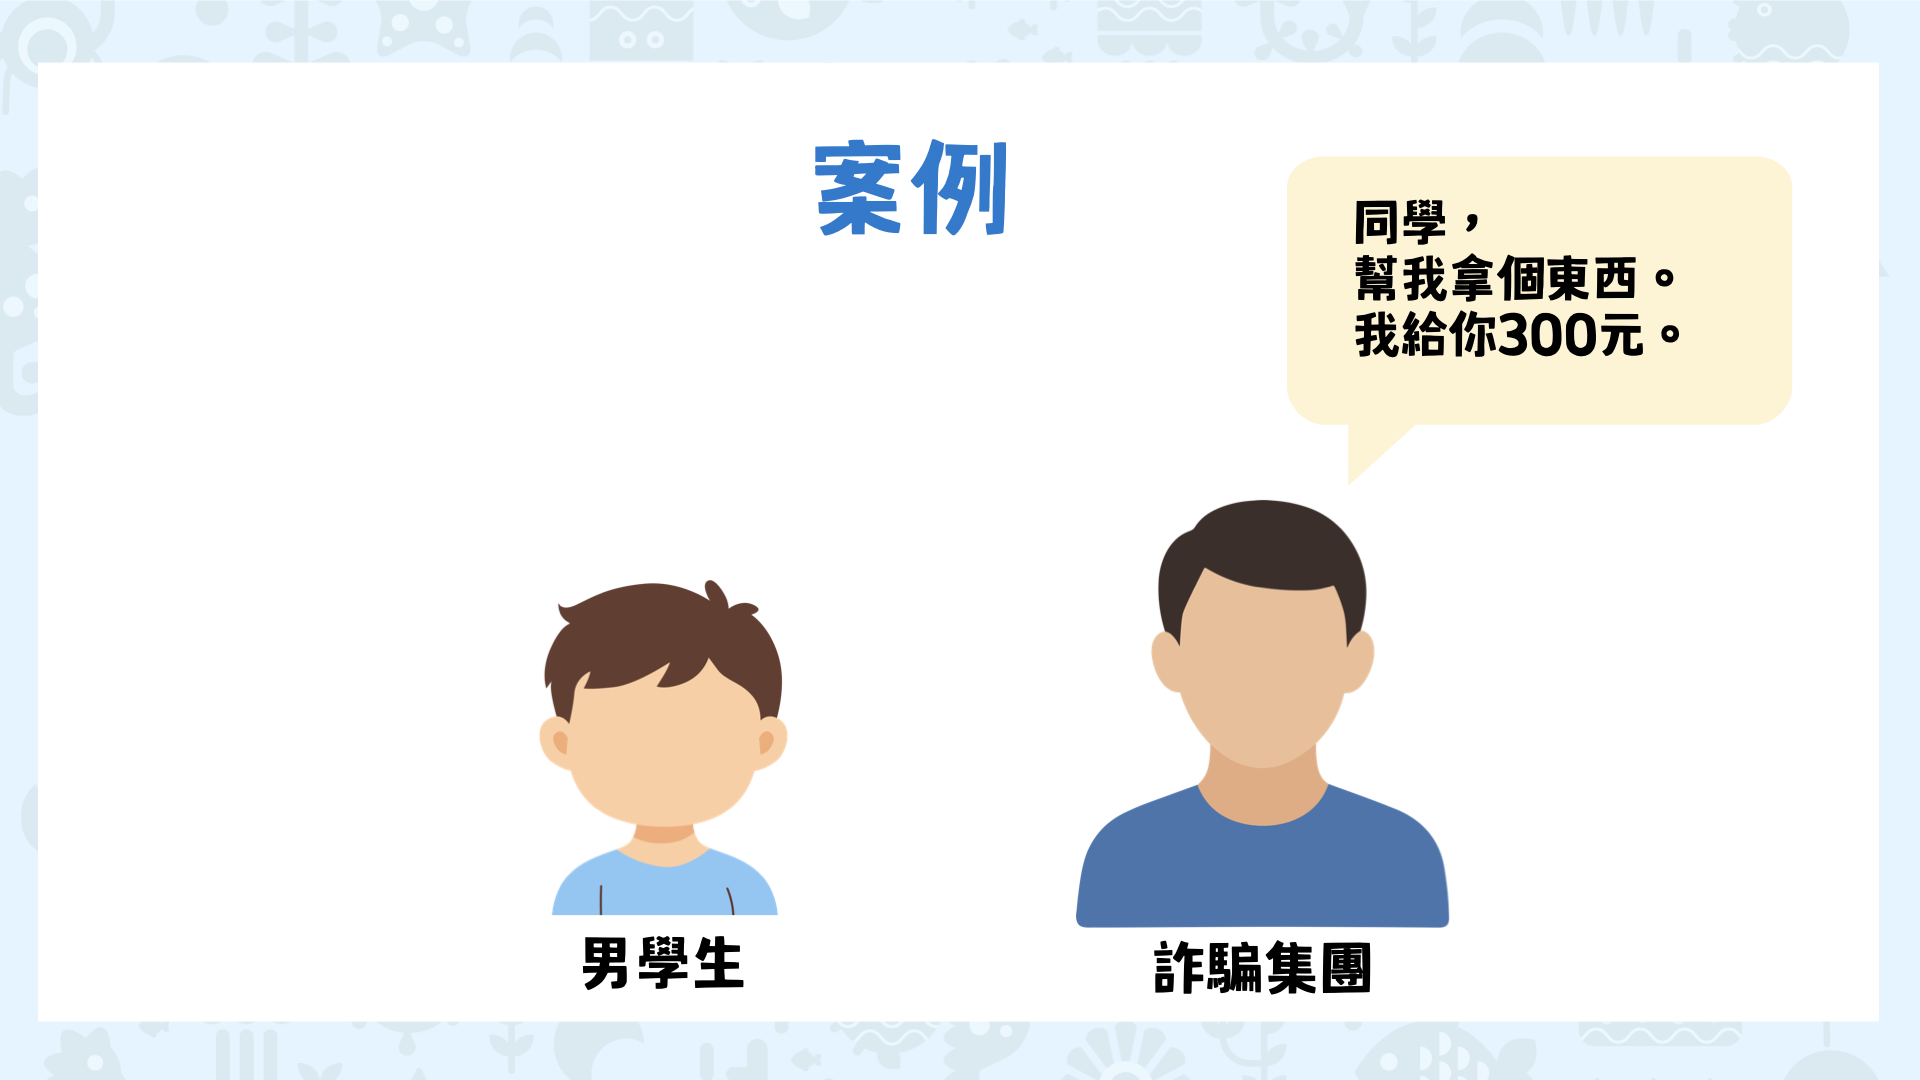 案例
同學，
幫我拿個東西。
我給你300元。
男學生
詐騙集團